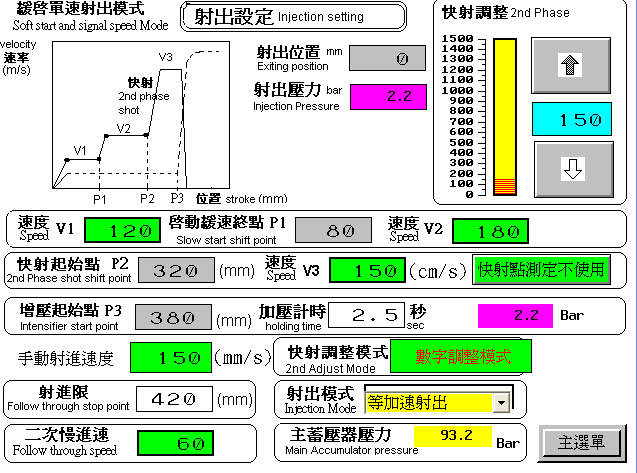 緩啓單速射出模式
Soft start and signal speed Mode
射出設定 Injection setting
快射調整 2nd Phase
velocity
速率
(m/s)
V3
快射
2nd phase
shot
V2
V1
P1 P2 P3 位置 stroke (mm)
射出位置 mm
Exiting position
0
射出壓力 bar
Injection Pressure
2.2
1500
1400
1300
1200
1100
1000
900
800
700
600
500
400
300
200
100
0
150
速度 V1
Speed
120
啓動緩速終點 P1
Slow start shift point
80
速度 V2
Speed
180
快射起始點 P2
2nd Phase shot shift point
320 (mm)
速度 V3
Speed
150 (cm/s)
快射點測定不使用
增壓起始點 P3
Intensifier start point
380 (mm)
加壓計時
holding time
2.5 秒
sec
2.2 Bar
手動射進速度 150 (mm/s)
快射調整模式
2nd Adjust Mode
數字調整模式
射進限
Follow through stop point
420 (mm)
射出模式
Injection Mode
等加速射出
二次慢進速
Follow through speed
60
主蓄壓器壓力
Main Accumulator pressure
93.2 Bar
主選單